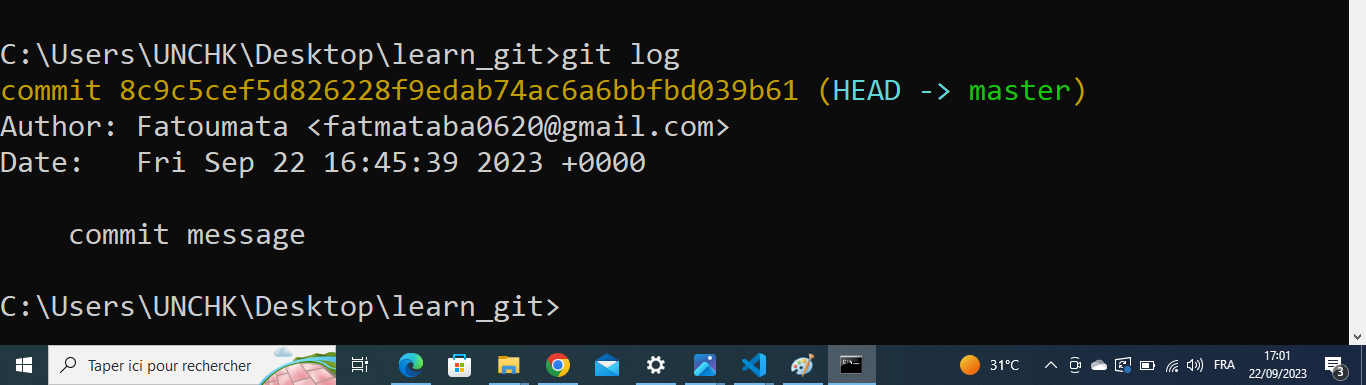 C:\Users\UNCHK\Desktop\learn_git>git log
commit 8c9c5cef5d826228f9edab74ac6a6bbfbd039b61 (HEAD -> master)
Author: Fatoumata <fatmataba0620@gmail.com>
Date:   Fri Sep 22 16:45:39 2023 +0000
    commit message
C:\Users\UNCHK\Desktop\learn_git>
Taper ici pour rechercher
31°C
FRA
17:01
22/09/2023
3